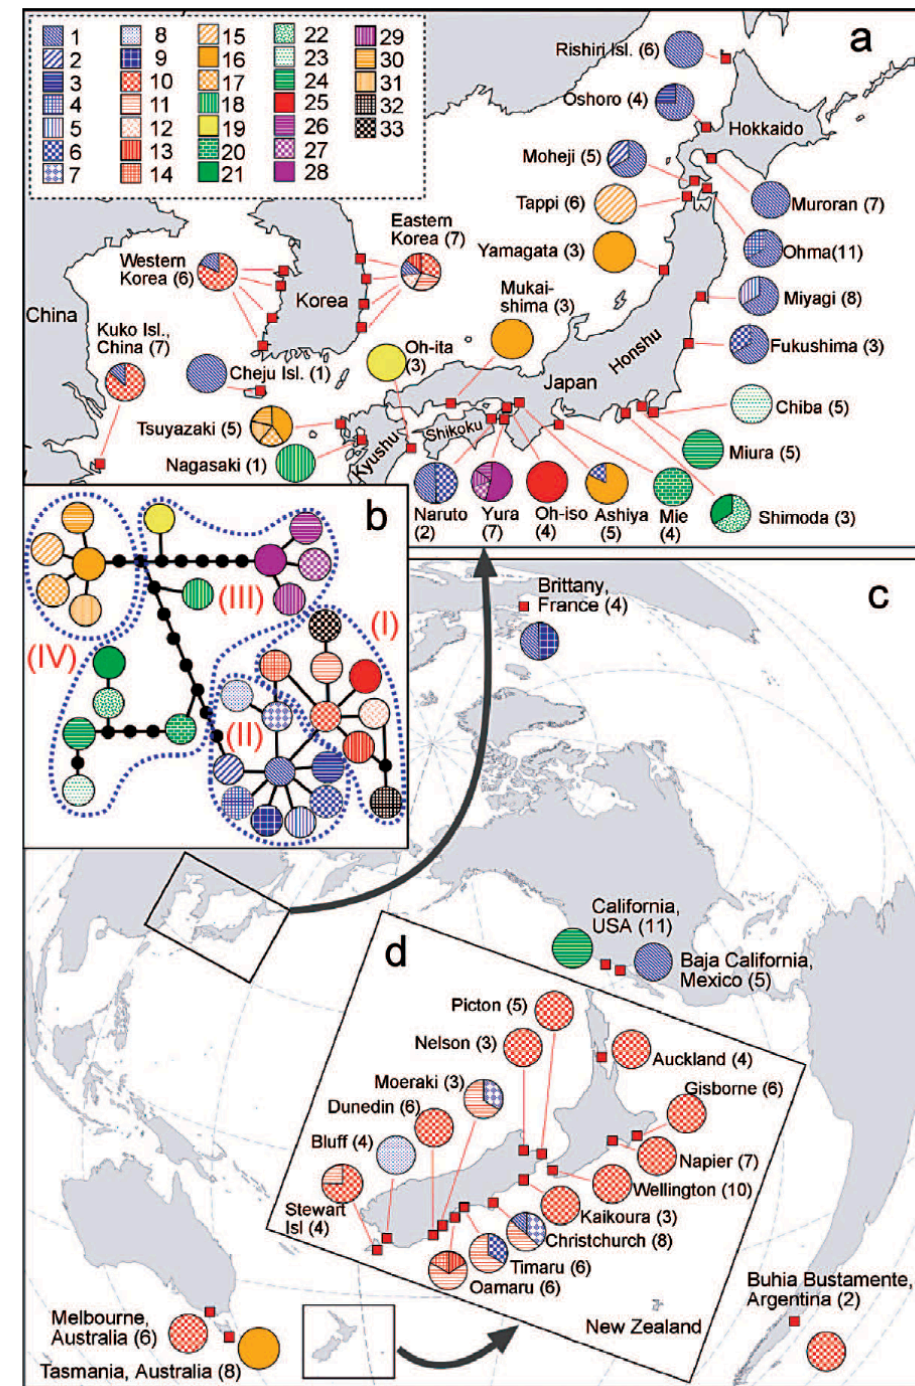 a
1
2
3
4
5
6
7
8
9
10
11
12
13
14
15
16
17
18
19
20
21
22
23
24
25
26
27
28
29
30
31
32
33
Rishiri Isl. (6)
Oshoro (4)
Hokkaido
Moheji (5)
Tappi (6)
Muroran (7)
Yamagata (3)
Ohma(11)
Miyagi (8)
Fukushima (3)
Eastern
Korea (7)
Western
Korea (6)
Korea
China
Mukai-
shima (3)
Kuko Isl.,
China (7)
Cheju Isl. (1)
Oh-ita
(3)
Honshu
Japan
Chiba (5)
Tsuyazaki (5)
Nagasaki (1)
Kyushu
Shikoku
Miura (5)
Naruto
(2)
Yura
(7)
Oh-iso
(4)
Ashiya
(5)
Mie
(4)
Shimoda (3)
b
(III)
(I)
(IV)
(II)
c
Brittany,
France (4)
California,
USA (11)
Baja California,
Mexico (5)
d
Picton (5)
Nelson (3)
Auckland (4)
Moeraki (3)
Gisborne (6)
Dunedin
(6)
Bluff (4)
Napier (7)
Wellington (10)
Stewart
Isl (4)
Kaikoura (3)
Christchurch (8)
Timaru (6)
Oamaru (6)
New Zealand
Buhia Bustamente,
Argentina (2)
Melbourne,
Australia (6)
Tasmania, Australia (8)